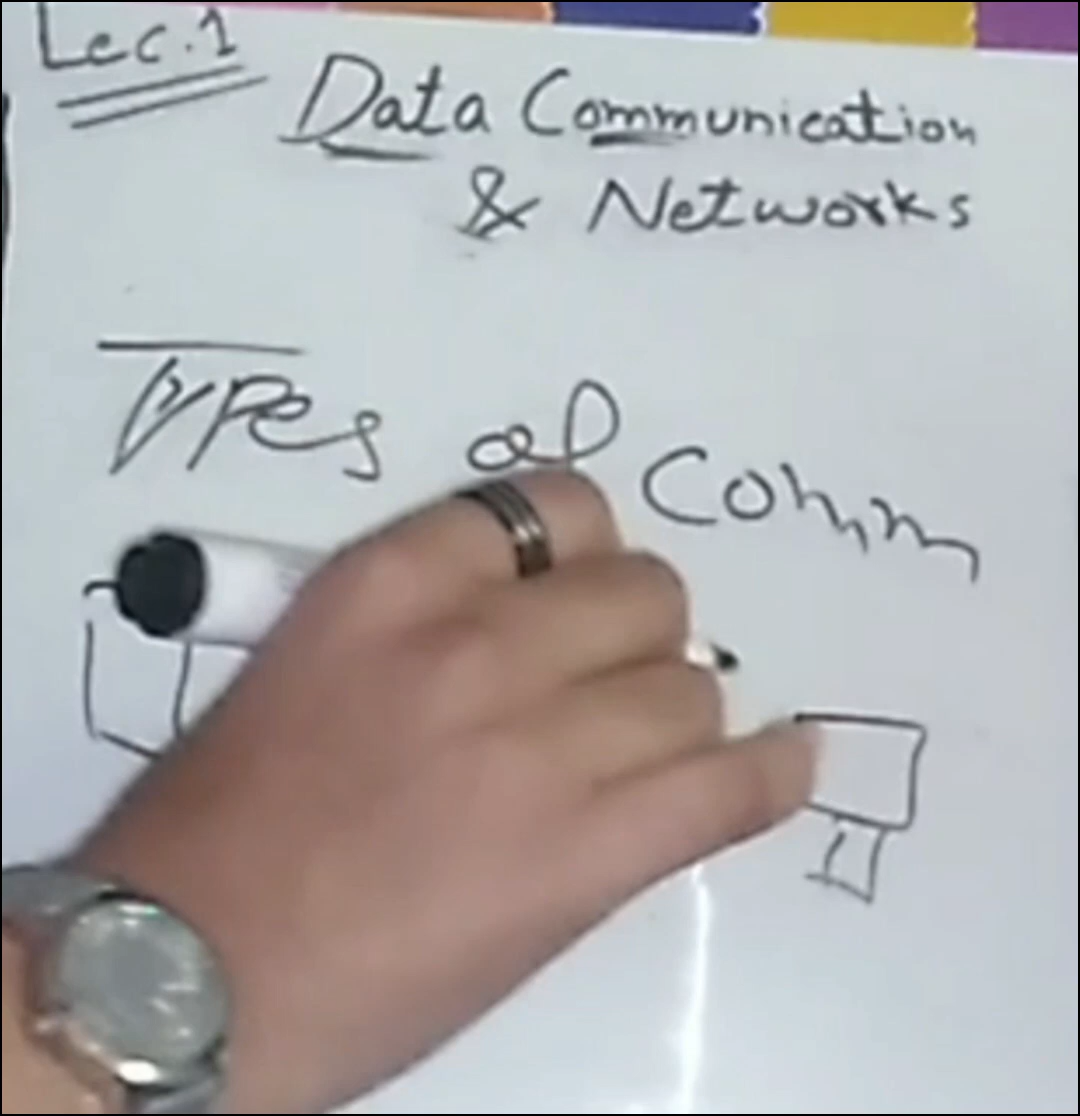 Lec.1
Data Communication
& Networks
Types of Comm